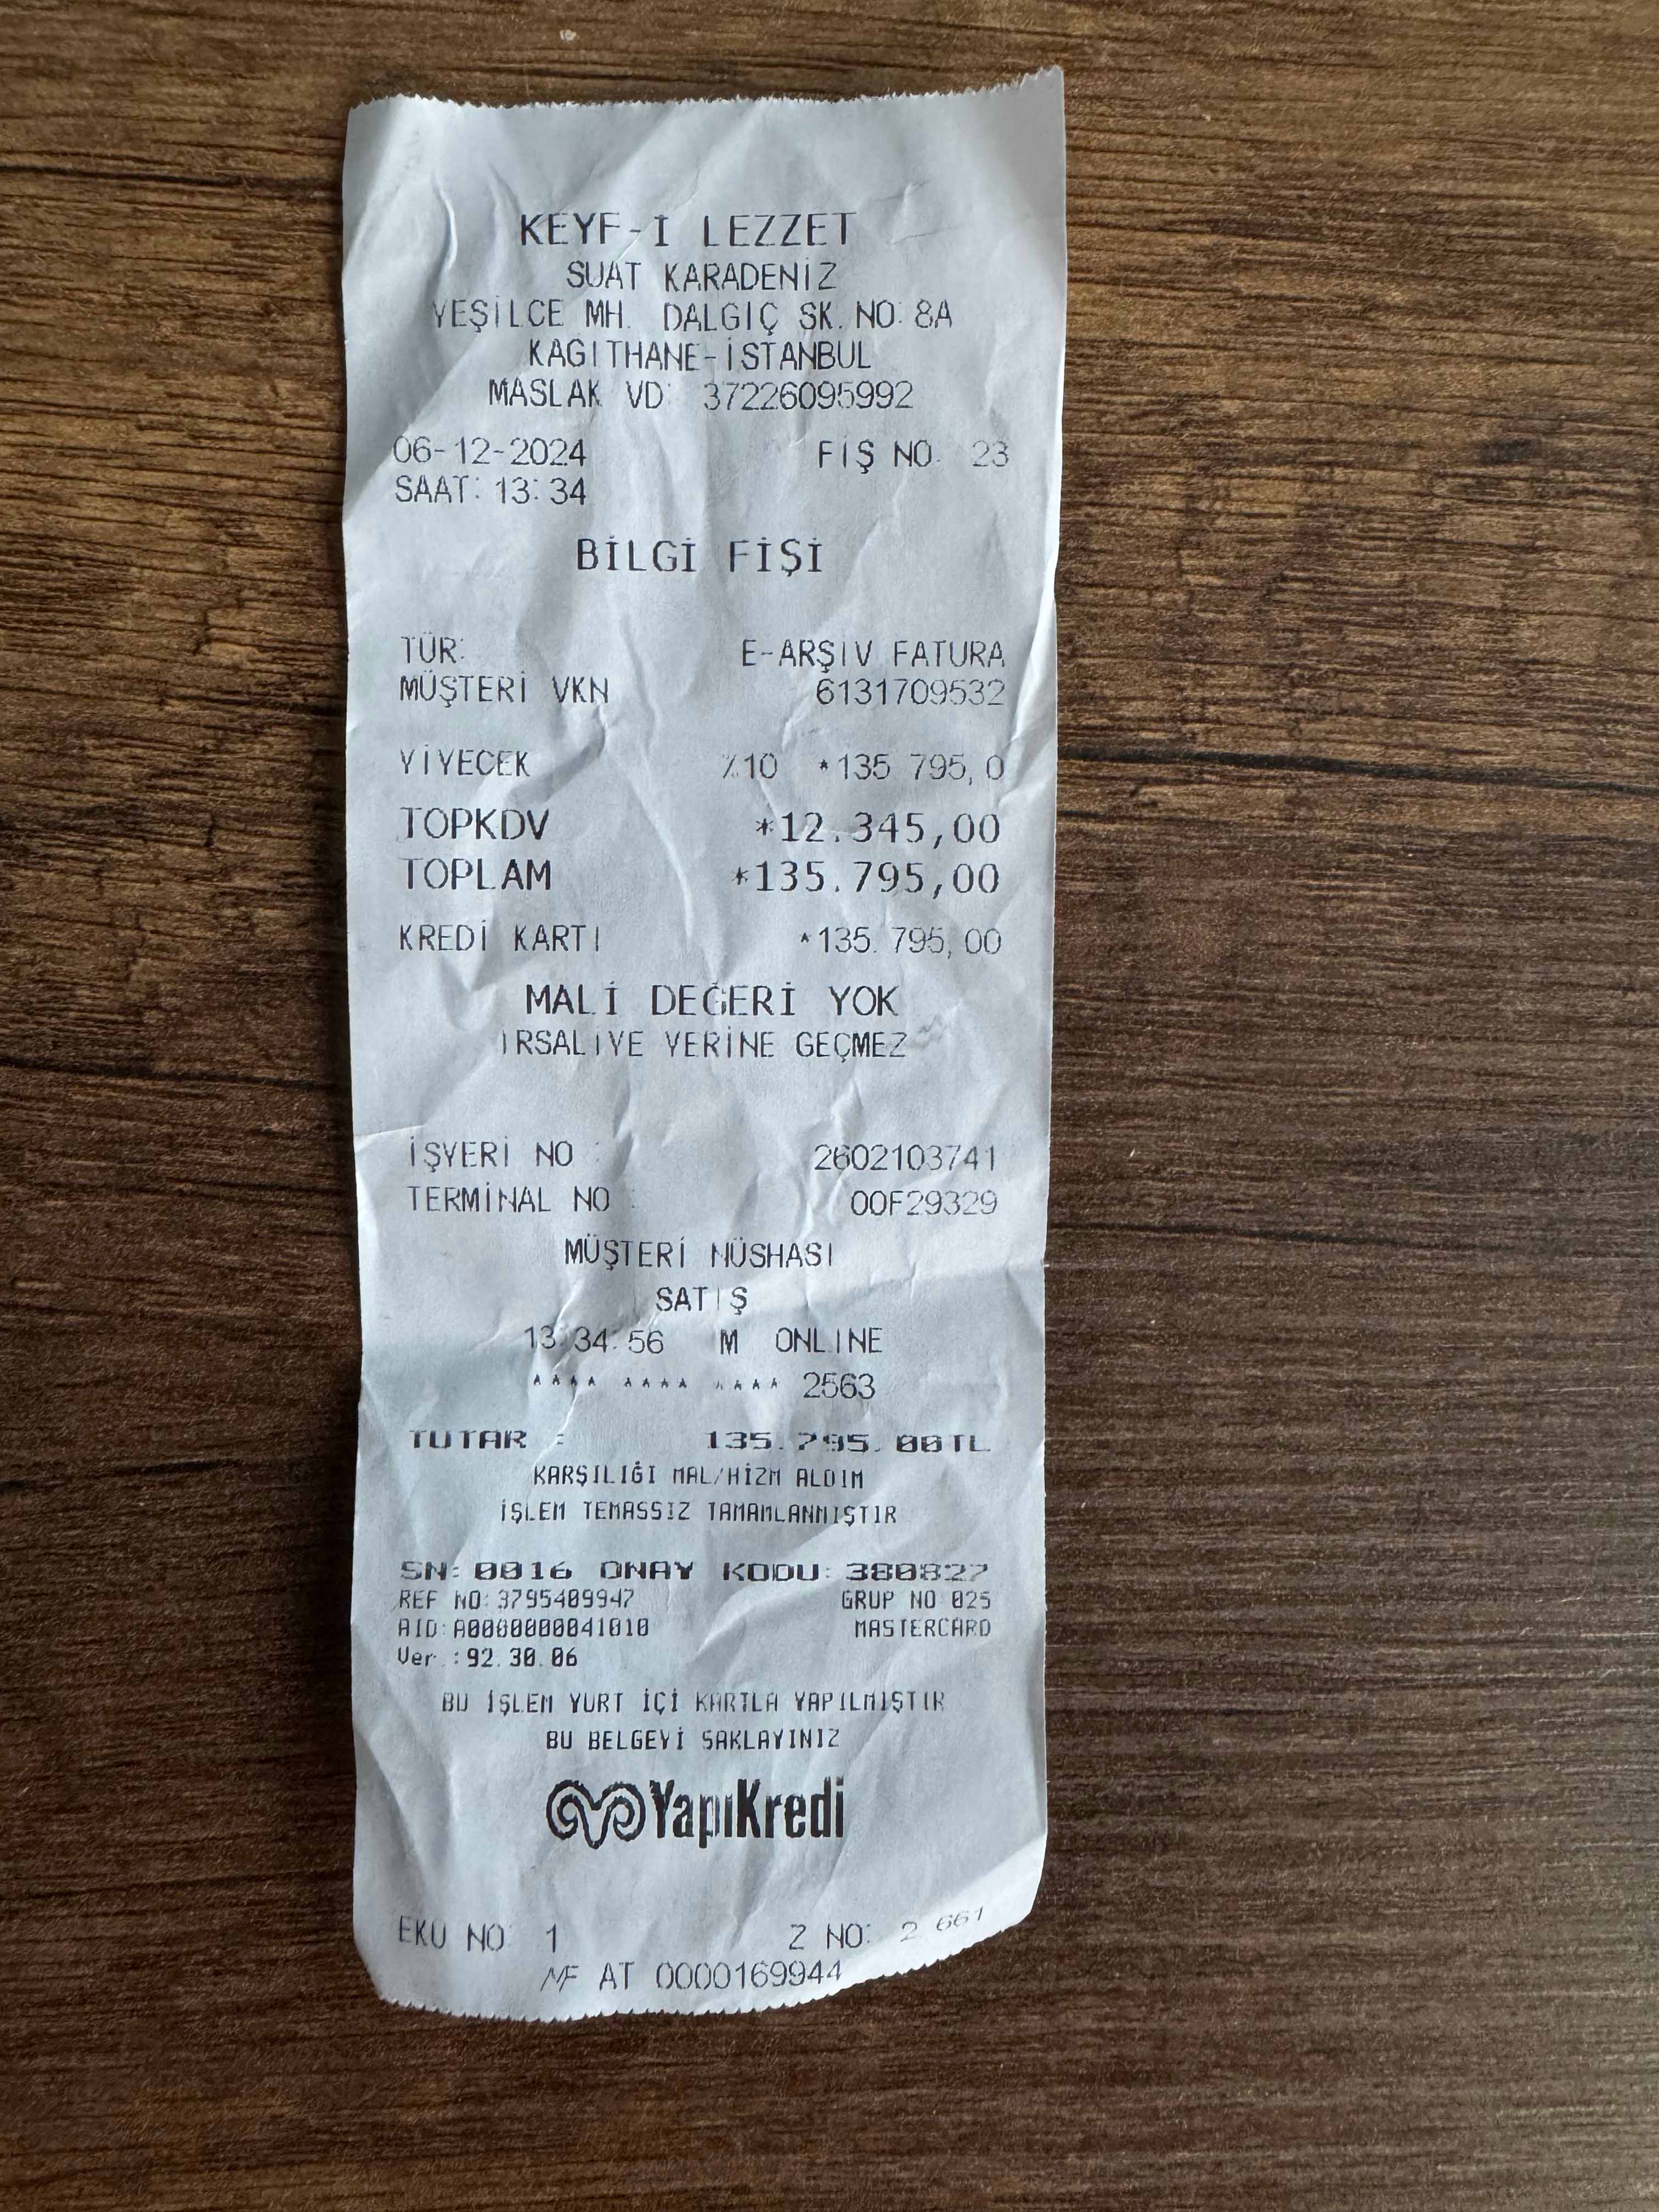 KEYF-İ LEZZET
SUAT KARADENİZ
YEŞİLCE MH. DALGIÇ SK. NO: 8A
KAGITHANE-İSTANBUL
MASLAK VD: 37226095992
06-12-2024 FİŞ NO: 23
SAAT: 13:34
BİLGİ FİŞİ
TÜR: E-ARŞİV FATURA
MÜŞTERİ VKN 6131709532
YİYECEK %10 *135 795,0
TOPKDV *12.345,00
TOPLAM *135.795,00
KREDİ KARTI *135.795,00
MALİ DEĞERİ YOK
İRSALİYE YERİNE GEÇMEZ
İŞYERİ NO : 2602103741
TERMİNAL NO : 00F29329
MÜŞTERİ NÜSHASI
SATIŞ
13:34:56 M ONLINE
**** **** **** 2563
TUTAR : 135.795,00TL
KARŞILIĞI MAL/HİZM ALDIM
İŞLEM TEMASSIZ TAMAMLANMIŞTIR
SN: 0016 ONAY KODU: 380827
REF NO: 3795409947 GRUP NO 025
AID: A0000000041010 MASTERCARD
Ver.:92.30.06
BU İŞLEM YURT İÇİ KARTLA YAPILMIŞTIR
BU BELGEYİ SAKLAYINIZ
YapıKredi
EKU NO: 1 Z NO: 2 661
MF AT 0000169944